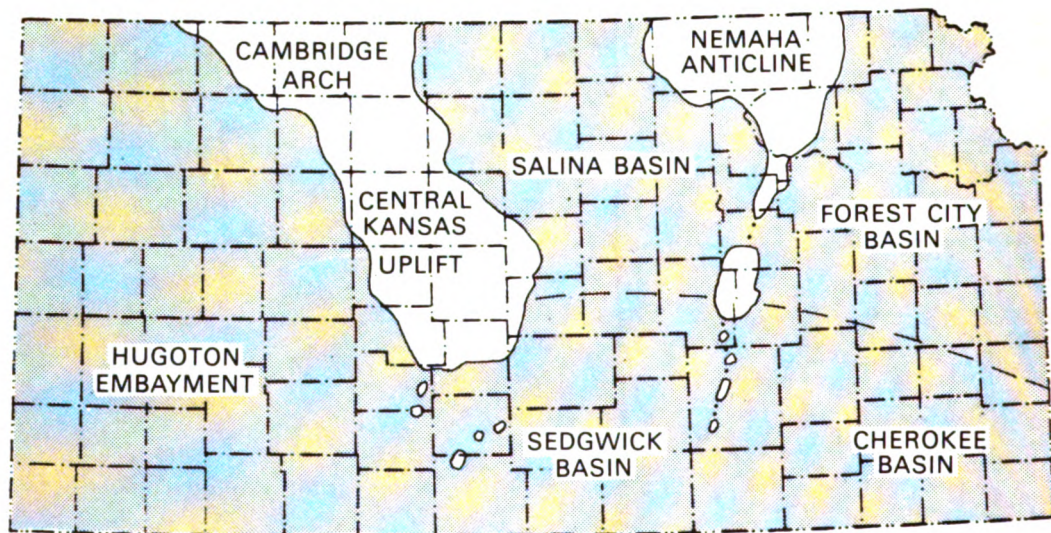 CAMBRIDGE
ARCH
NEMAHA
ANTICLINE
SALINA BASIN
CENTRAL
KANSAS
UPLIFT
FOREST CITY
BASIN
HUGOTON
EMBAYMENT
SEDGWICK
BASIN
CHEROKEE
BASIN